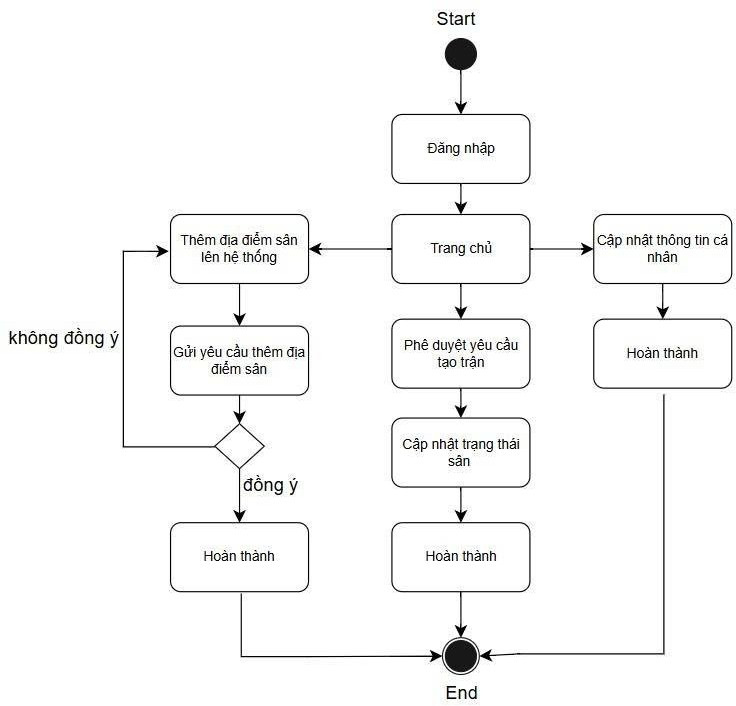 Start
Đăng nhập
Thêm địa điểm sân
lên hệ thống
Trang chủ
Cập nhật thông tin cá
nhân
không đồng ý
Gửi yêu cầu thêm địa
điểm sân
Phê duyệt yêu cầu
tạo trận
Hoàn thành
Cập nhật trạng thái
sân
đồng ý
Hoàn thành
Hoàn thành
End